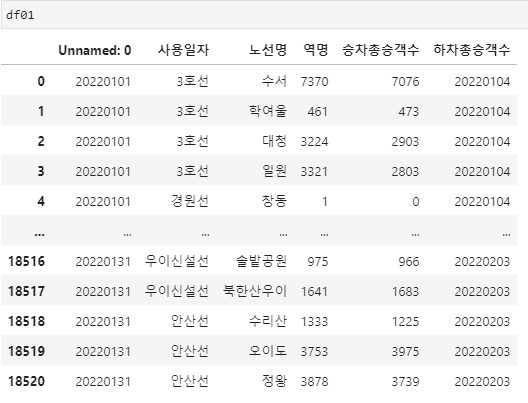 df01
Unnamed: 0 사용일자 노선명 역명 승차총승객수 하차총승객수
0 20220101 3호선 수서 7370 7076 20220104
1 20220101 3호선 학여울 461 473 20220104
2 20220101 3호선 대청 3224 2903 20220104
3 20220101 3호선 일원 3321 2803 20220104
4 20220101 경원선 창동 1 0 20220104
... ... ... ... ... ... ...
18516 20220131 우이신설선 솔밭공원 975 966 20220203
18517 20220131 우이신설선 북한산우이 1641 1683 20220203
18518 20220131 안산선 수리산 1333 1225 20220203
18519 20220131 안산선 오이도 3753 3975 20220203
18520 20220131 안산선 정왕 3878 3739 20220203